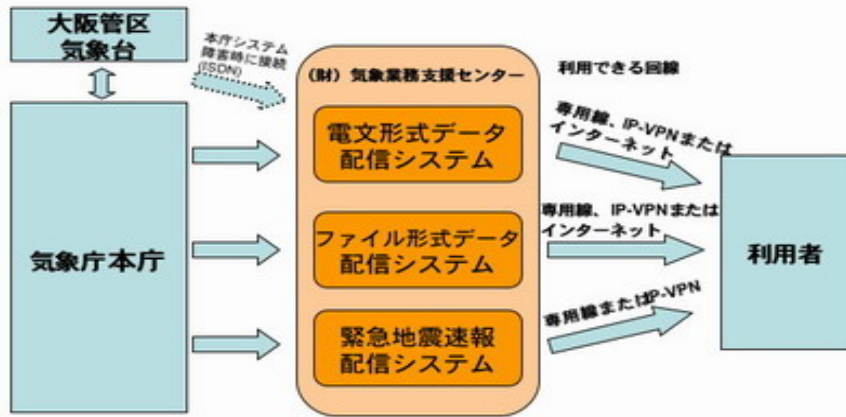 大阪管区
気象台
本庁システム
障害時に接続
(ISDN)
(財)気象業務支援センター
利用できる回線
電文形式データ
配信システム
専用線、IP-VPNまたは
インターネット
気象庁本庁
ファイル形式データ
配信システム
専用線、IP-VPNまたは
インターネット
利用者
緊急地震速報
配信システム
専用線またはIP-VPN